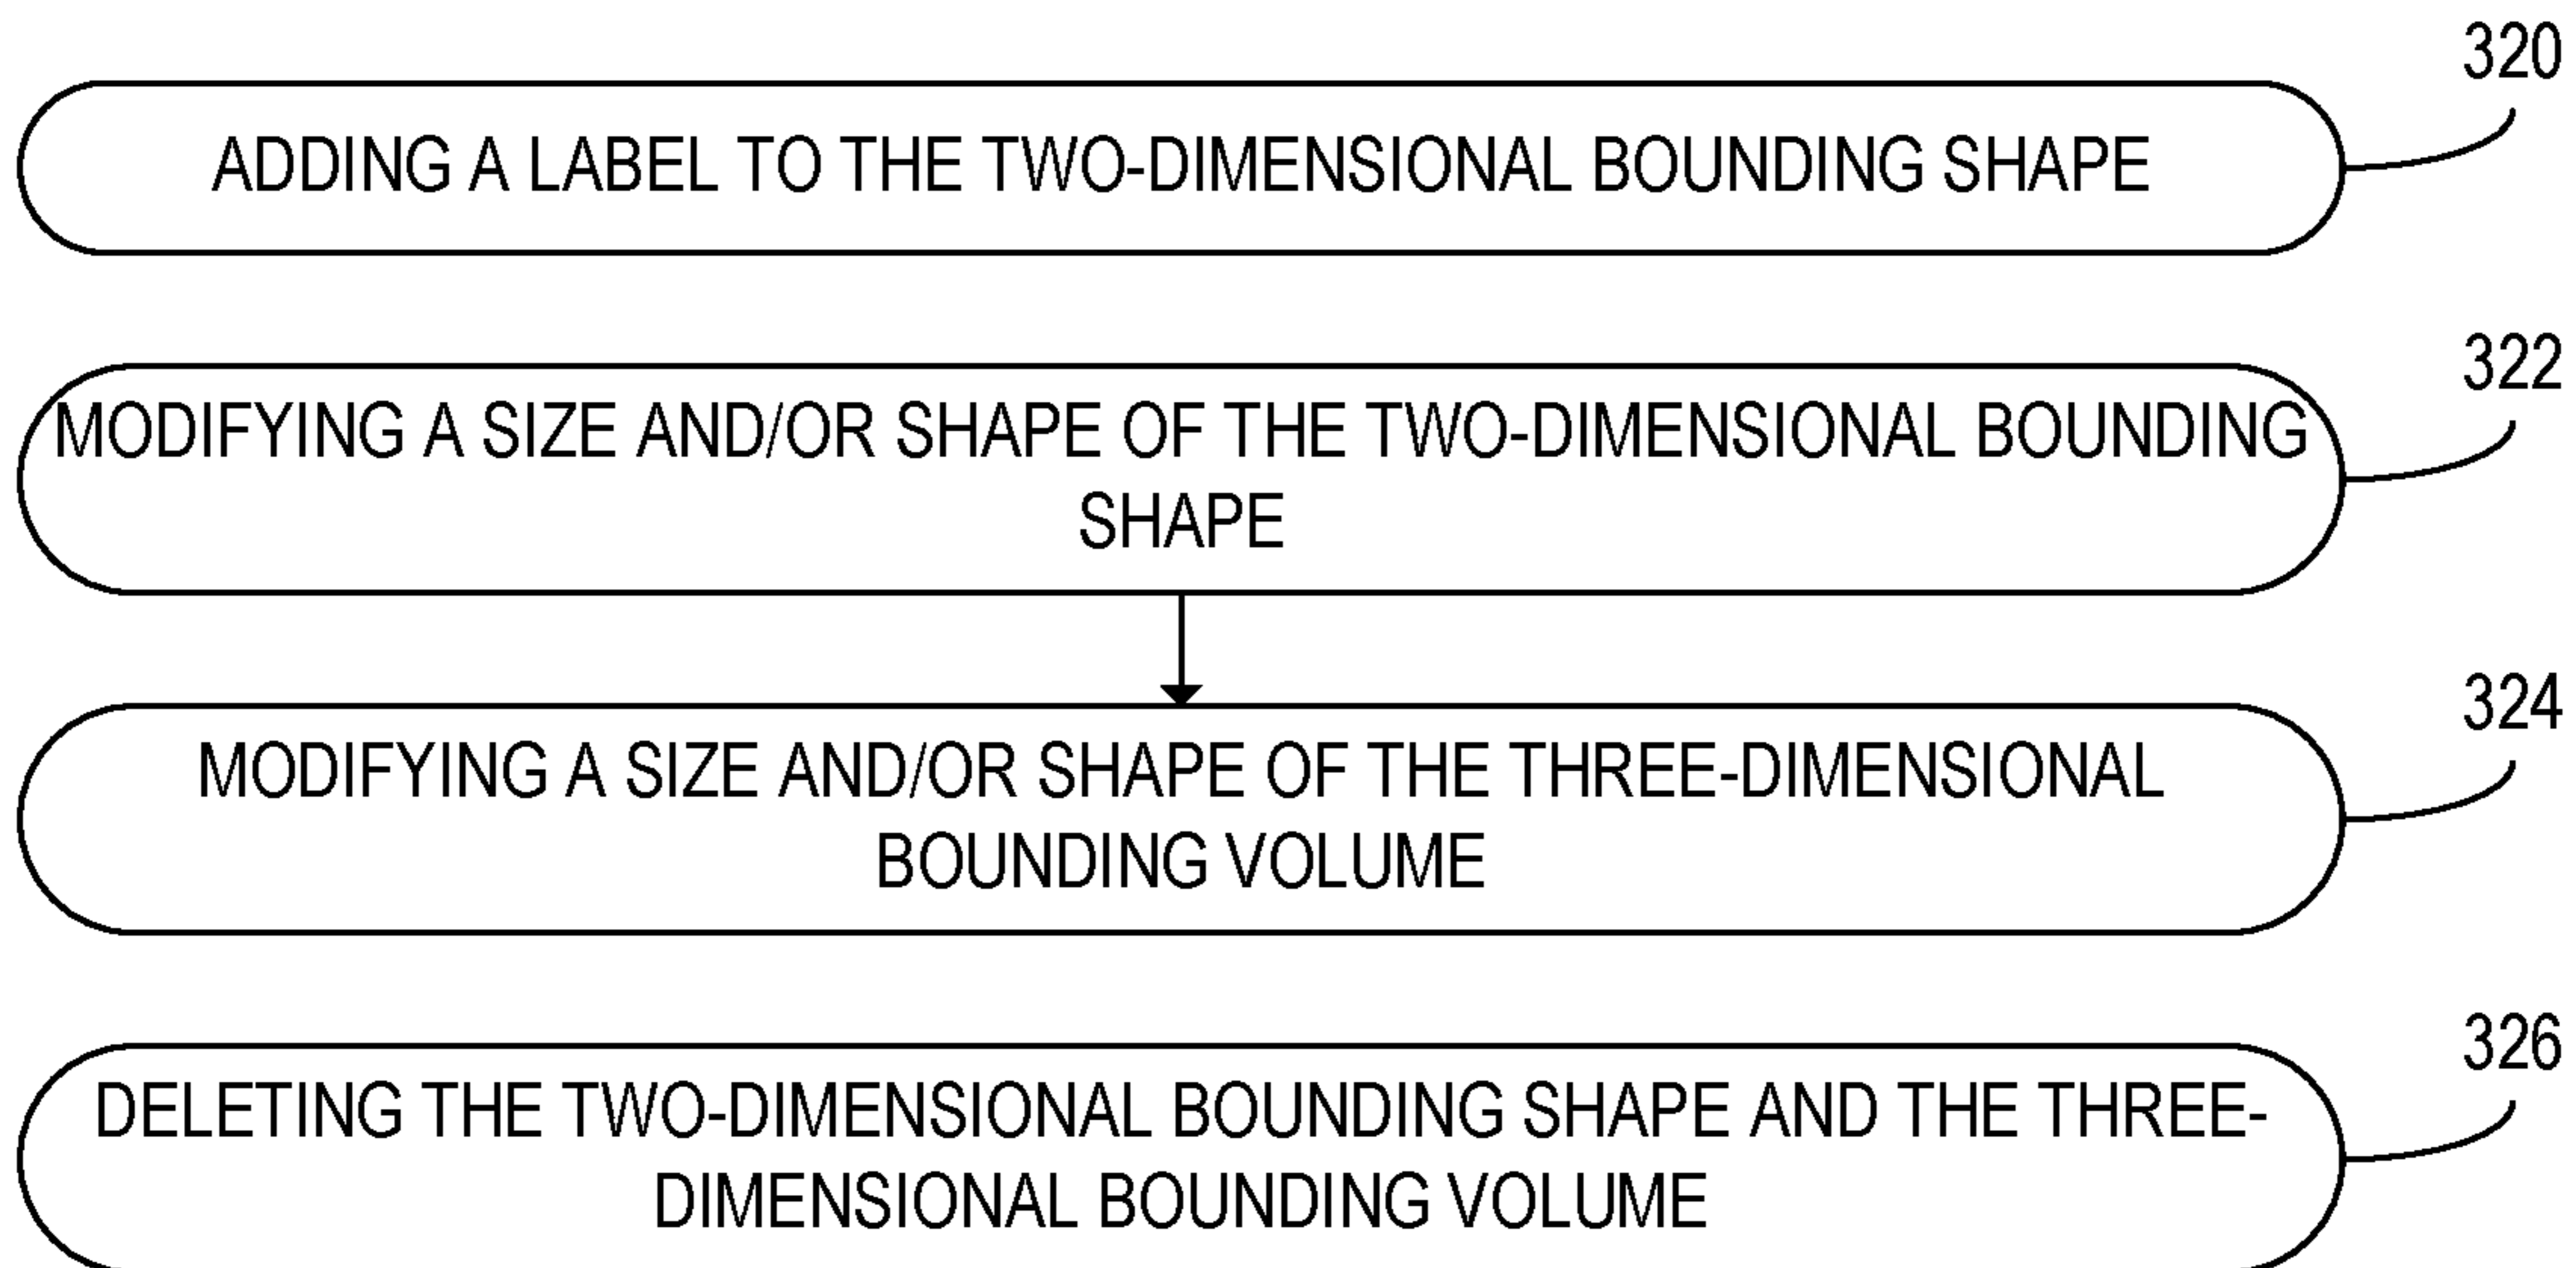 320
ADDING A LABEL TO THE TWO-DIMENSIONAL BOUNDING SHAPE
322
MODIFYING A SIZE AND/OR SHAPE OF THE TWO-DIMENSIONAL BOUNDING
SHAPE
324
MODIFYING A SIZE AND/OR SHAPE OF THE THREE-DIMENSIONAL
BOUNDING VOLUME
326
DELETING THE TWO-DIMENSIONAL BOUNDING SHAPE AND THE THREE-
DIMENSIONAL BOUNDING VOLUME